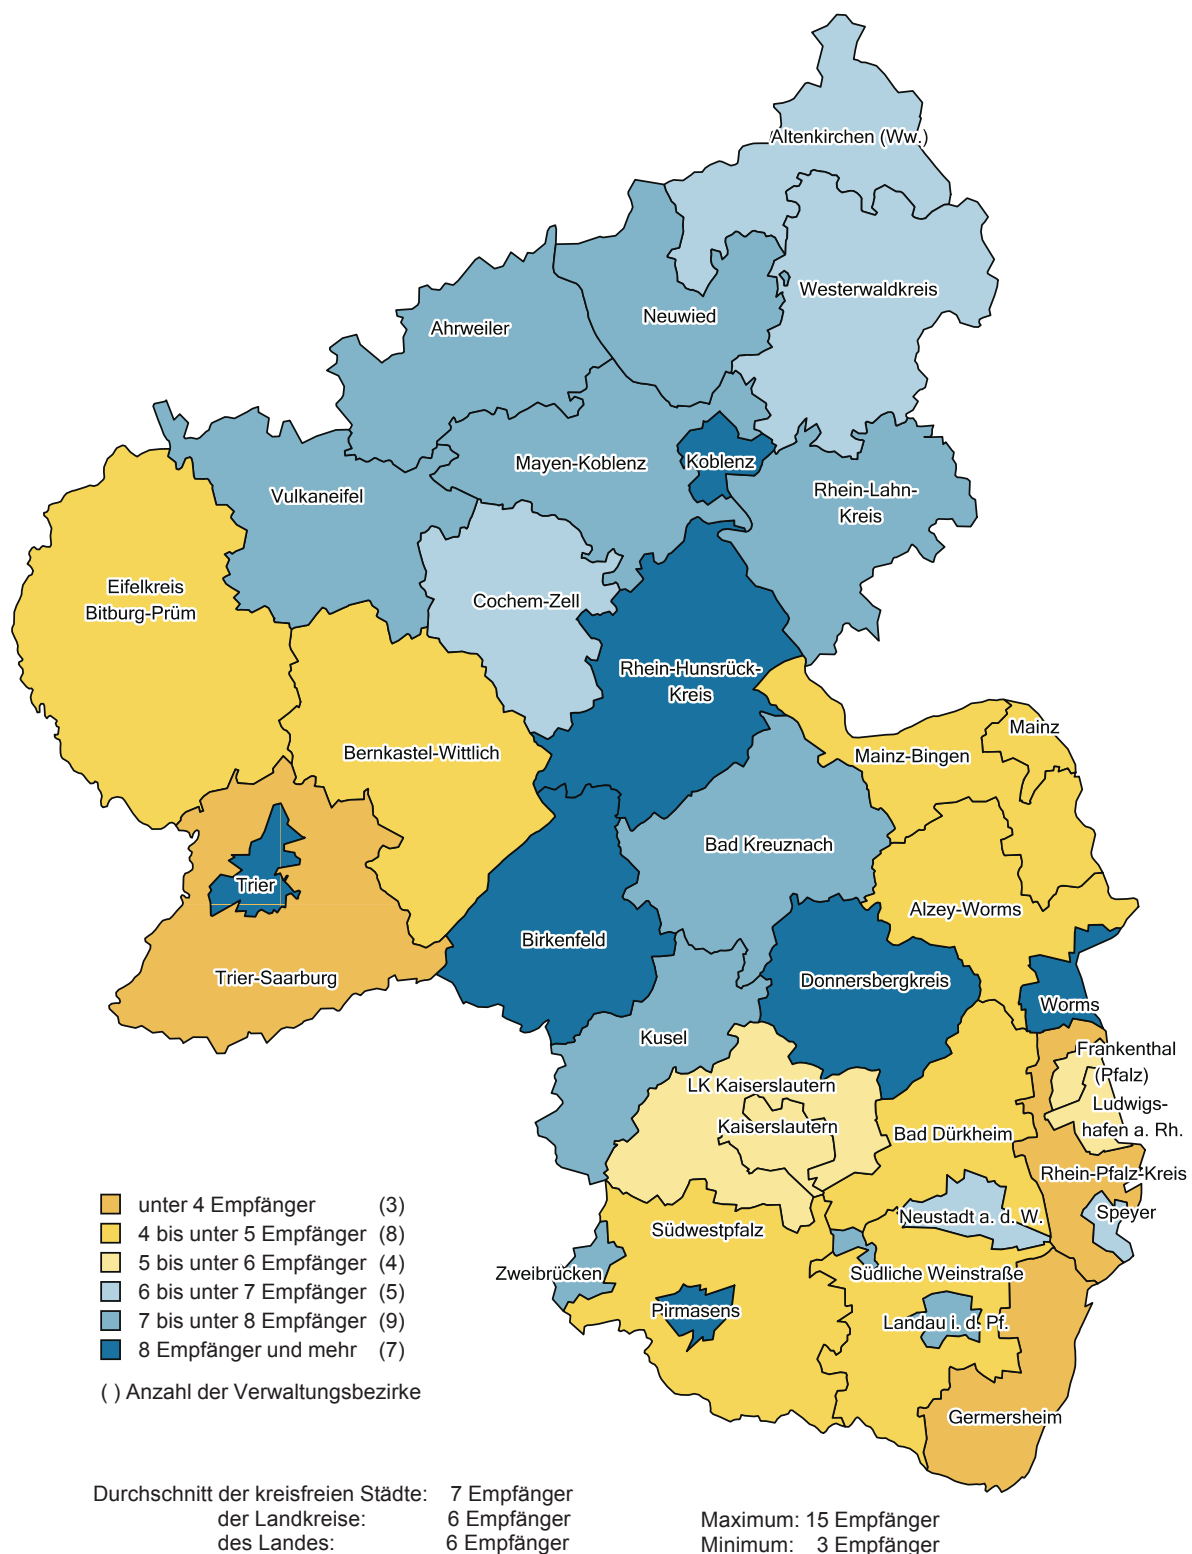 Altenkirchen (Ww.)
Westerwaldkreis
Neuwied
Ahrweiler
Mayen-Koblenz
Koblenz
Rhein-Lahn-
Kreis
Vulkaneifel
Eifelkreis
Bitburg-Prüm
Cochem-Zell
Rhein-Hunsrück-
Kreis
Mainz
Mainz-Bingen
Bernkastel-Wittlich
Bad Kreuznach
Trier
Alzey-Worms
Birkenfeld
Trier-Saarburg
Donnersbergkreis
Worms
Kusel
Frankenthal
(Pfalz)
LK Kaiserslautern
Ludwigs-
hafen a. Rh.
Kaiserslautern
Bad Dürkheim
Rhein-Pfalz-Kreis
Speyer
Neustadt a. d. W.
Südwestpfalz
Zweibrücken
Südliche Weinstraße
Pirmasens
Landau i. d. Pf.
Germersheim
unter 4 Empfänger (3)
4 bis unter 5 Empfänger (8)
5 bis unter 6 Empfänger (4)
6 bis unter 7 Empfänger (5)
7 bis unter 8 Empfänger (9)
8 Empfänger und mehr (7)
( ) Anzahl der Verwaltungsbezirke
Durchschnitt der kreisfreien Städte: 7 Empfänger
der Landkreise: 6 Empfänger
des Landes: 6 Empfänger
Maximum: 15 Empfänger
Minimum: 3 Empfänger